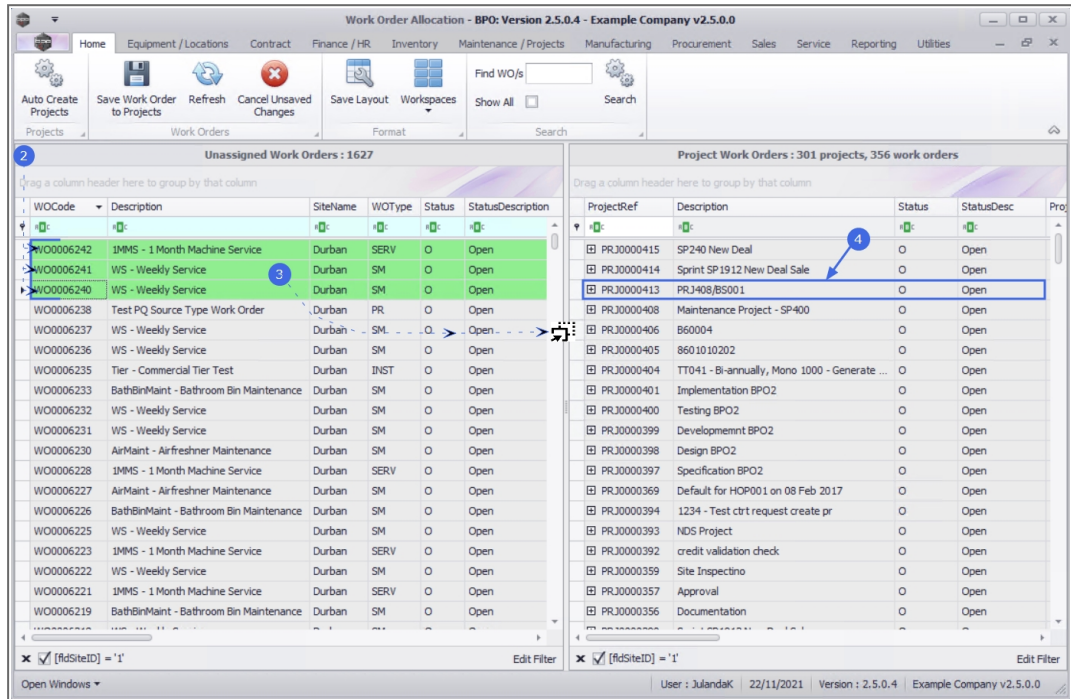 Work Order Allocation - BPO: Version 2.5.0.4 - Example Company v2.5.0.0
Home Equipment / Locations Contract Finance / HR Inventory Maintenance / Projects Manufacturing Procurement Sales Service Reporting Utilities
Auto Create Projects
Save Work Order to Projects
Refresh
Cancel Unsaved Changes
Save Layout
Workspaces
Find WO/s
Show All
Search
Projects Work Orders Format Search
2
Unassigned Work Orders : 1627
Drag a column header here to group by that column
WOCode Description SiteName WOType Status StatusDescription
WO0006242 1MMS - 1 Month Machine Service Durban SERV O Open
WO0006241 WS - Weekly Service Durban SM O Open
3
WO0006240 WS - Weekly Service Durban SM O Open
WO0006238 Test PQ Source Type Work Order Durban PR O Open
WO0006237 WS - Weekly Service Durban SM O Open
WO0006236 WS - Weekly Service Durban SM O Open
WO0006235 Tier - Commercial Tier Test Durban INST O Open
WO0006233 BathBinMaint - Bathroom Bin Maintenance Durban SM O Open
WO0006232 WS - Weekly Service Durban SM O Open
WO0006231 WS - Weekly Service Durban SM O Open
WO0006230 AirMaint - Airfreshner Maintenance Durban SM O Open
WO0006228 1MMS - 1 Month Machine Service Durban SERV O Open
WO0006227 AirMaint - Airfreshner Maintenance Durban SM O Open
WO0006226 BathBinMaint - Bathroom Bin Maintenance Durban SM O Open
WO0006225 WS - Weekly Service Durban SM O Open
WO0006223 1MMS - 1 Month Machine Service Durban SERV O Open
WO0006222 WS - Weekly Service Durban SM O Open
WO0006221 1MMS - 1 Month Machine Service Durban SERV O Open
WO0006219 BathBinMaint - Bathroom Bin Maintenance Durban SM O Open
[fldSiteID] = '1' Edit Filter
Project Work Orders : 301 projects, 356 work orders
Drag a column header here to group by that column
ProjectRef Description Status StatusDesc Proj
4
PRJ0000415 SP240 New Deal O Open
PRJ0000414 Sprint SP1912 New Deal Sale O Open
PRJ0000413 PRJ408/BS001 O Open
PRJ0000408 Maintenance Project - SP400 O Open
PRJ0000406 B60004 O Open
PRJ0000405 8601010202 O Open
PRJ0000404 TT041 - Bi-annually, Mono 1000 - Generate ... O Open
PRJ0000401 Implementation BPO2 O Open
PRJ0000400 Testing BPO2 O Open
PRJ0000399 Developmemnt BPO2 O Open
PRJ0000398 Design BPO2 O Open
PRJ0000397 Specification BPO2 O Open
PRJ0000369 Default for HOP001 on 08 Feb 2017 O Open
PRJ0000394 1234 - Test ctrt request create pr O Open
PRJ0000393 NDS Project O Open
PRJ0000392 credit validation check O Open
PRJ0000359 Site Inspectino O Open
PRJ0000357 Approval O Open
PRJ0000356 Documentation O Open
[fldSiteID] = '1' Edit Filter
Open Windows User : JulandaK 22/11/2021 Version : 2.5.0.4 Example Company v2.5.0.0